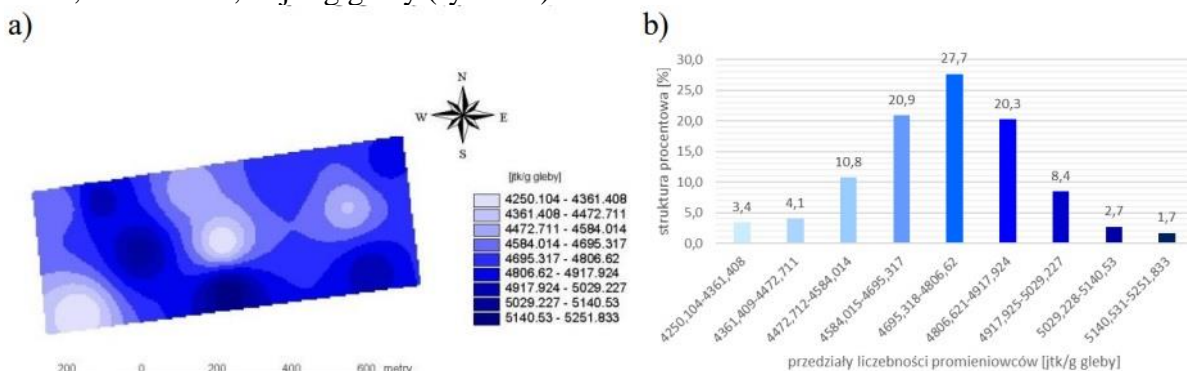 a)
b)
N
W E
S
[jtk/g gleby]
4250.104 - 4361.408
4361.408 - 4472.711
4472.711 - 4584.014
4584.014 - 4695.317
4695.317 - 4806.62
4806.62 - 4917.924
4917.924 - 5029.227
5029.227 - 5140.53
5140.53 - 5251.833
200 0 200 400 600 metry
struktura procentowa [%]
30,0
25,0
20,0
15,0
10,0
5,0
0,0
3,4
4,1
10,8
20,9
27,7
20,3
8,4
2,7
1,7
4250,104-4361,408
4361,409-4472,711
4472,712-4584,014
4584,015-4695,317
4695,318-4806,62
4806,621-4917,924
4917,925-5029,227
5029,228-5140,53
5140,531-5251,833
przedziały liczebności promieniowców [jtk/g gleby]